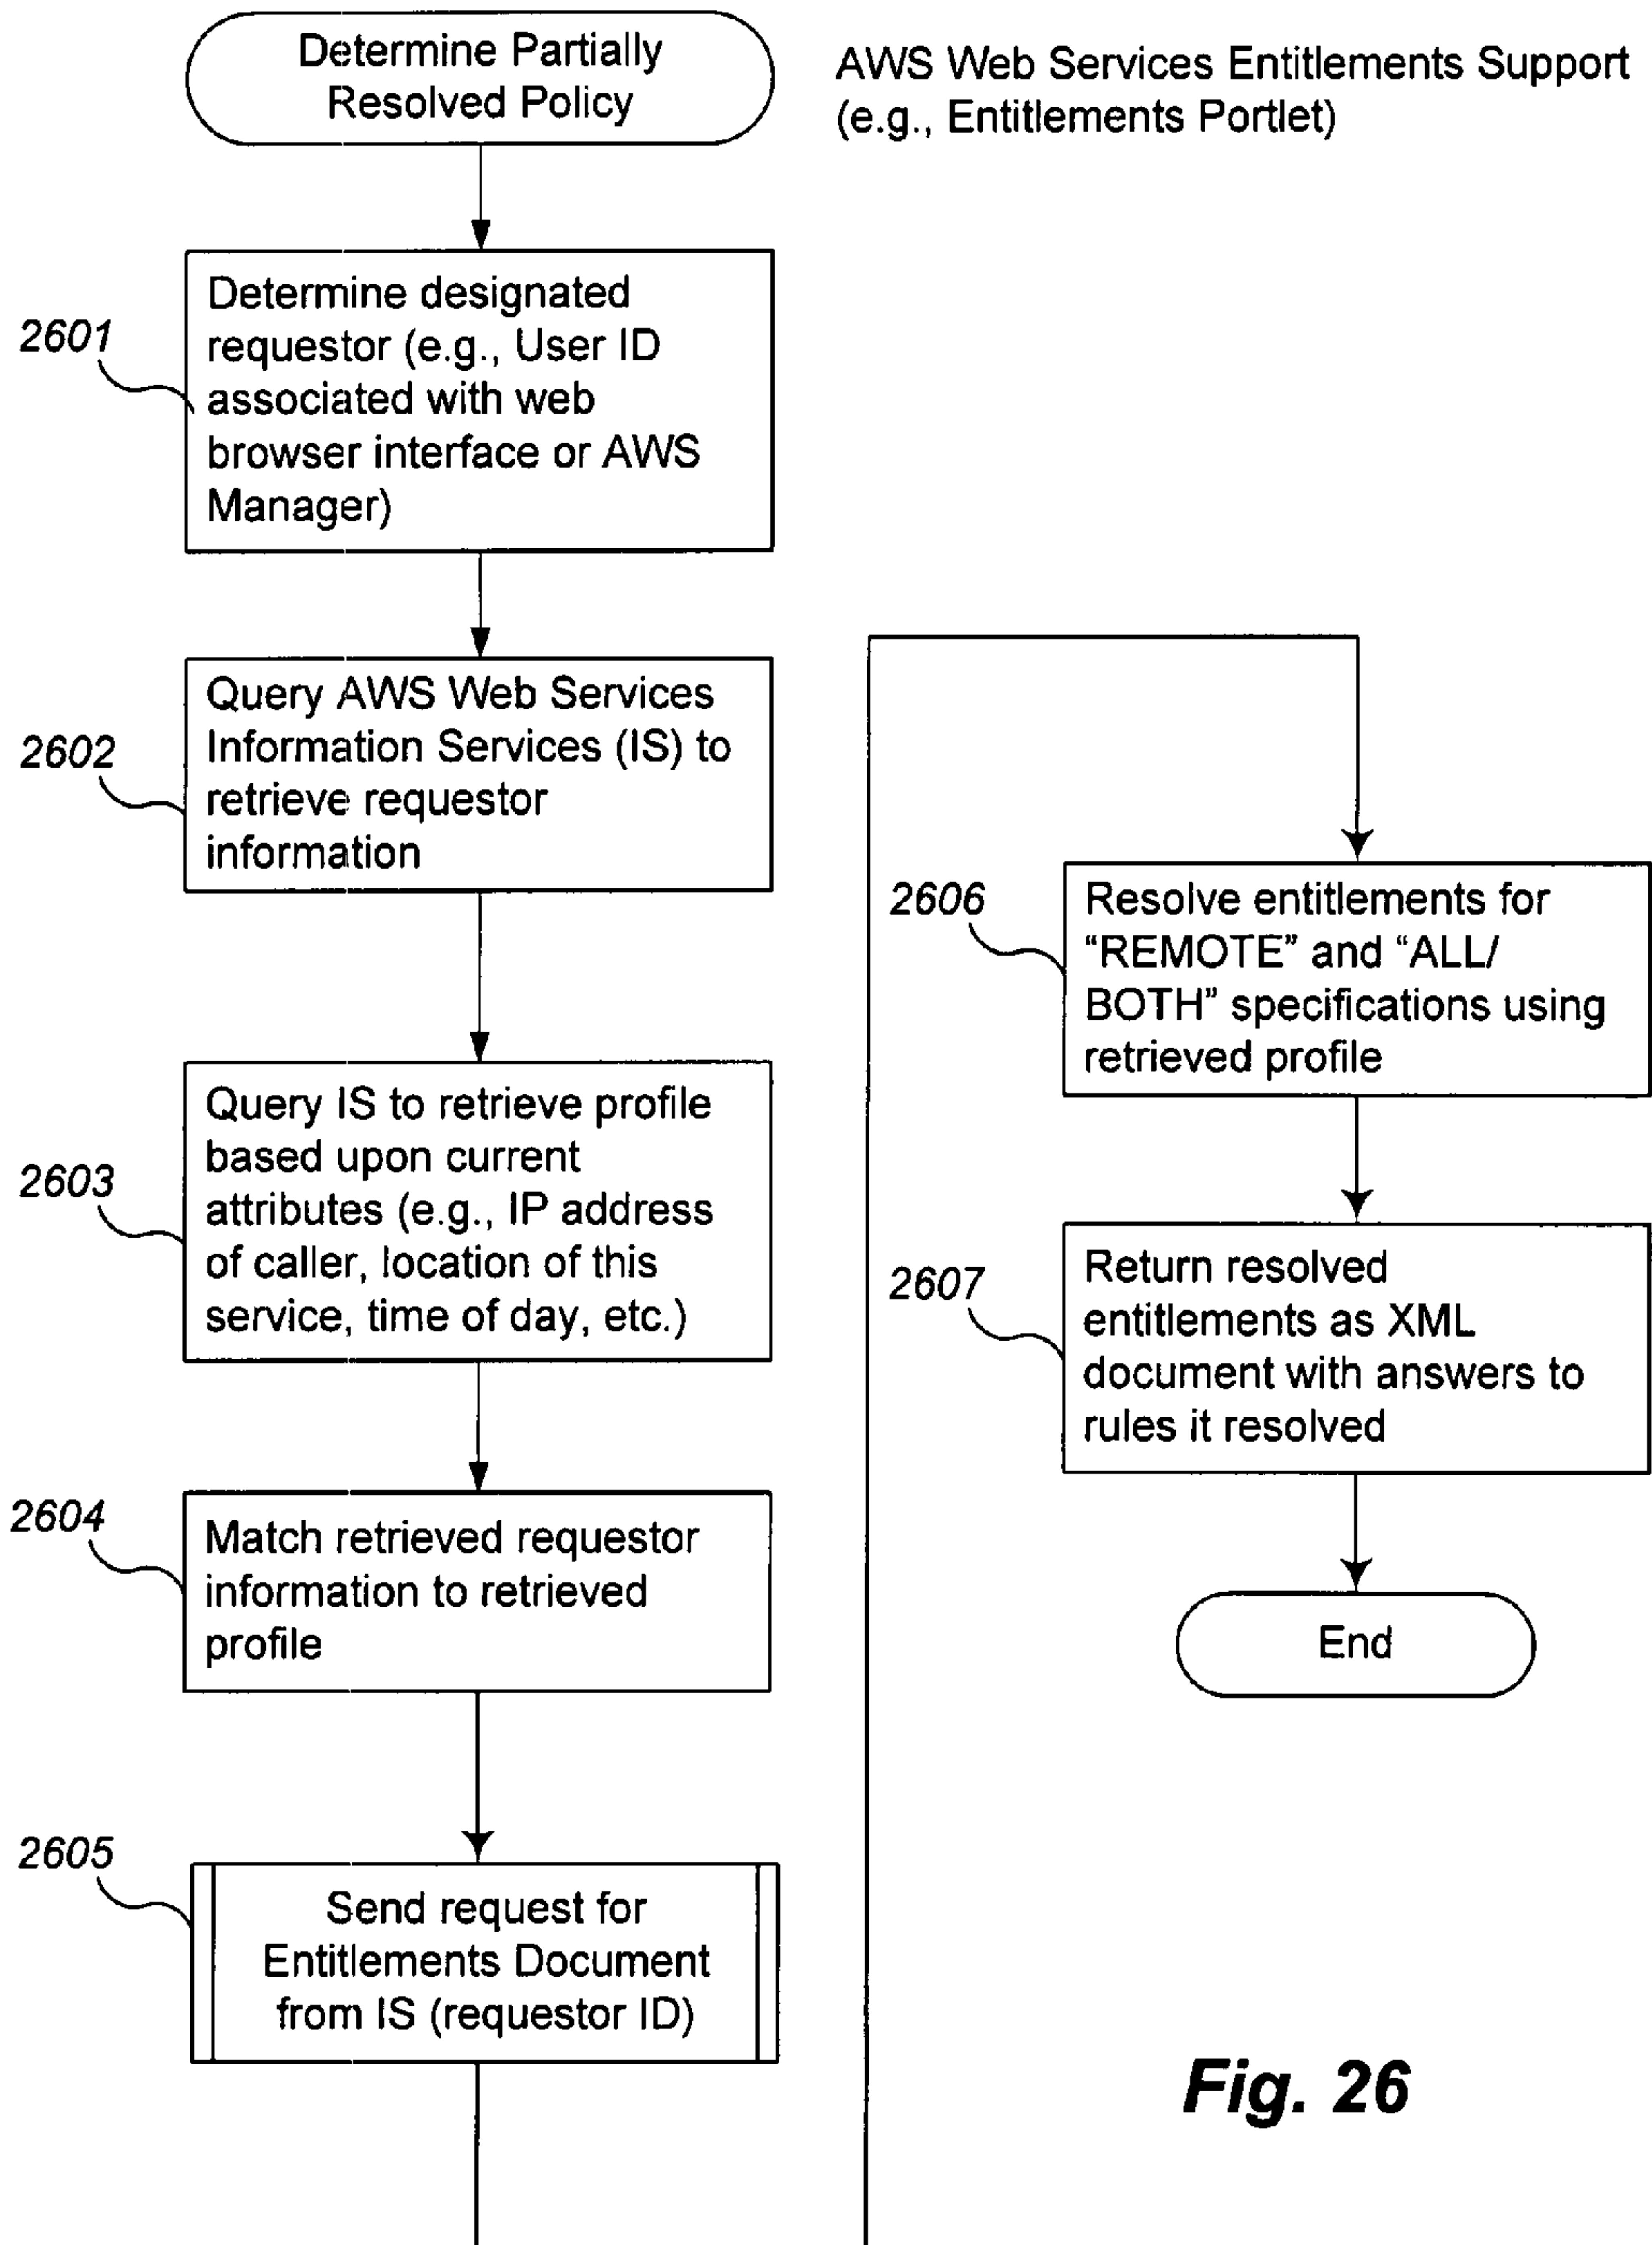 Determine Partially
Resolved Policy
AWS Web Services Entitlements Support
(e.g., Entitlements Portlet)
2601
Determine designated
requestor (e.g., User ID
associated with web
browser interface or AWS
Manager)
2602
Query AWS Web Services
Information Services (IS) to
retrieve requestor
information
2603
Query IS to retrieve profile
based upon current
attributes (e.g., IP address
of caller, location of this
service, time of day, etc.)
2604
Match retrieved requestor
information to retrieved
profile
2605
Send request for
Entitlements Document
from IS (requestor ID)
2606
Resolve entitlements for
“REMOTE” and “ALL/
BOTH” specifications using
retrieved profile
2607
Return resolved
entitlements as XML
document with answers to
rules it resolved
End
Fig. 26